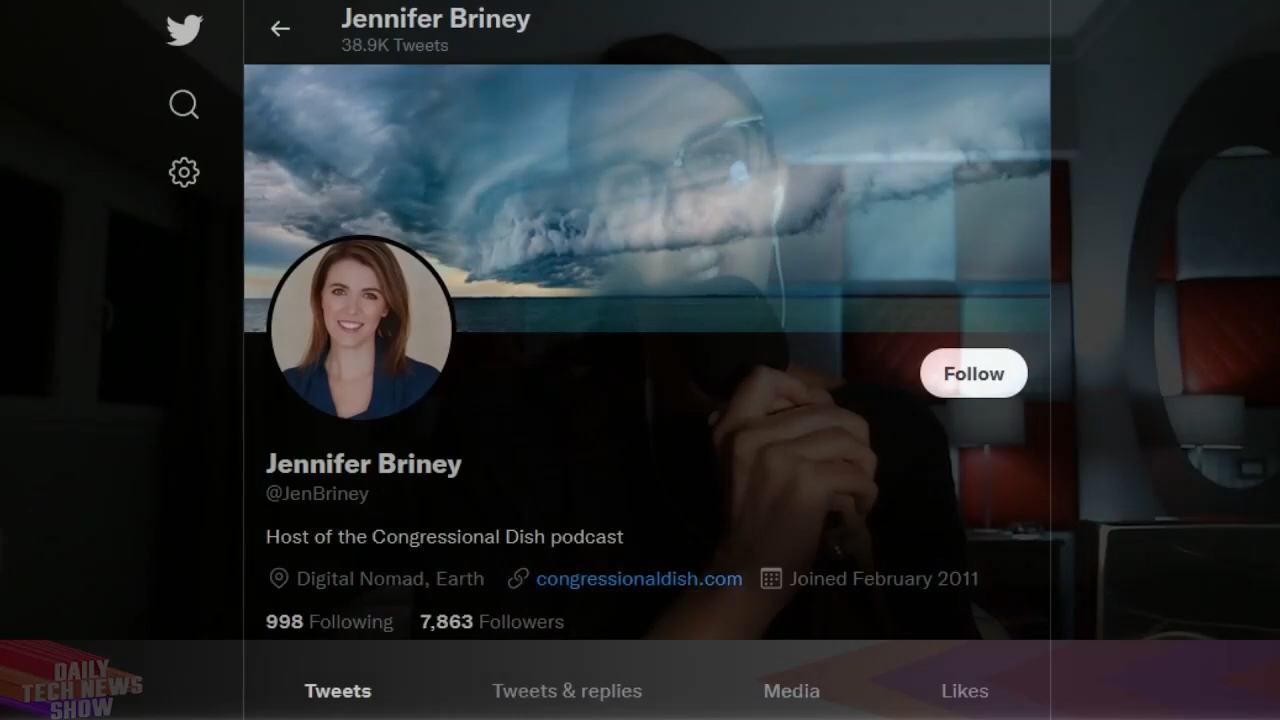 Jennifer Briney
38.9K Tweets
Follow
Jennifer Briney
@JenBriney
Host of the Congressional Dish podcast
Digital Nomad, Earth congressionaldish.com Joined February 2011
998 Following 7,863 Followers
DAILY
TECH NEWS
SHOW
Tweets Tweets & replies Media Likes